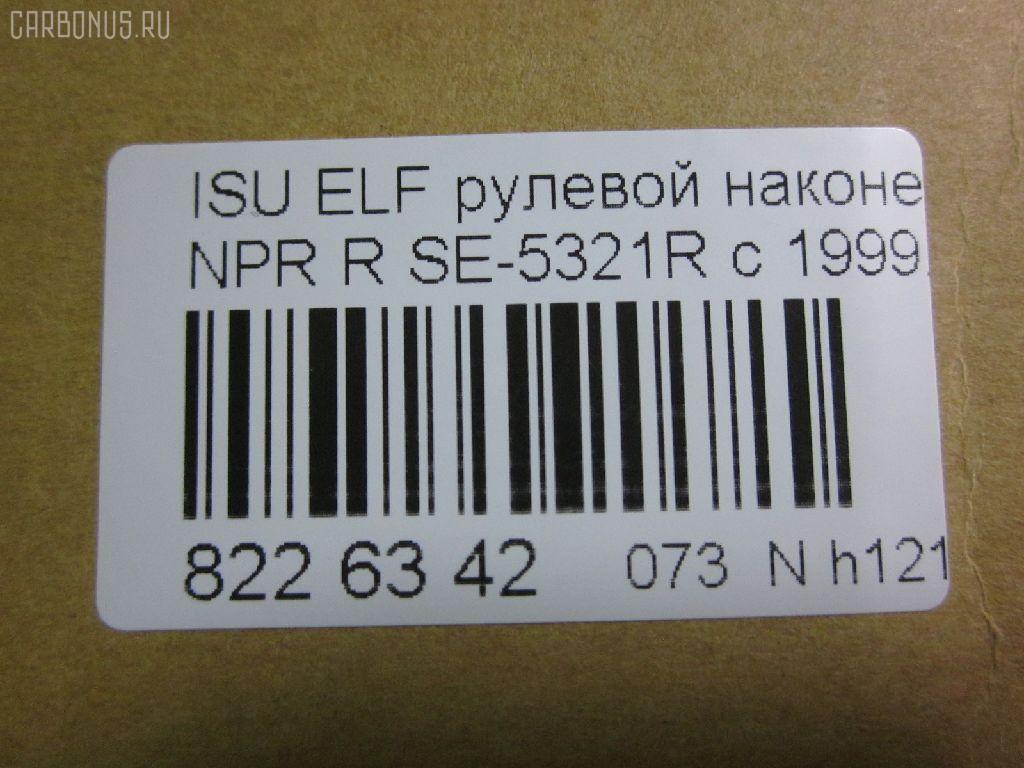 CARBONUS.RU
ISU ELF рулевой наконе
NPR R SE-5321R с 1999
822 63 42 073 N h121